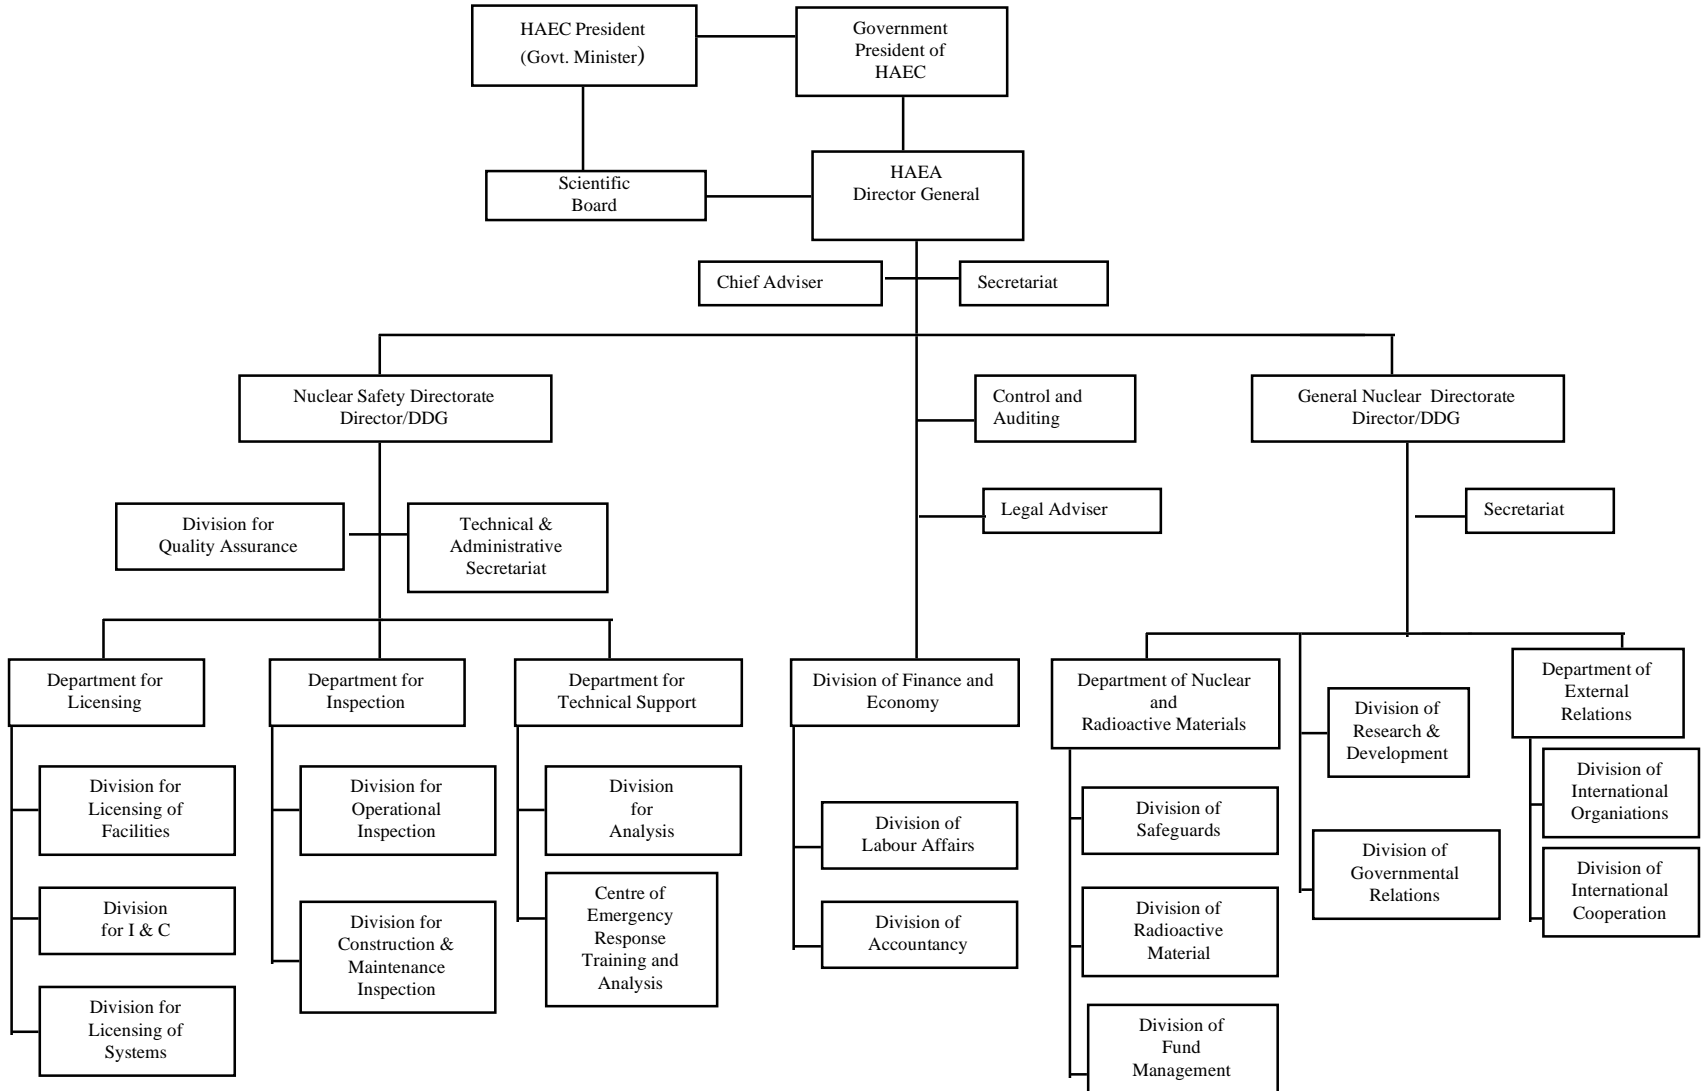 HAEC President
(Govt. Minister)
Government
President of
HAEC
HAEA
Director General
Scientific
Board
Chief Adviser
Secretariat
Nuclear Safety Directorate
Director/DDG
Control and
Auditing
General Nuclear Directorate
Director/DDG
Division for
Quality Assurance
Technical &
Administrative
Secretariat
Legal Adviser
Secretariat
Department for
Licensing
Department for
Inspection
Department for
Technical Support
Division of Finance and
Economy
Department of Nuclear
and
Radioactive Materials
Division of
Research &
Development
Department of
External
Relations
Division for
Licensing of
Facilities
Division for
Operational
Inspection
Division
for
Analysis
Division of
Labour Affairs
Division of
Safeguards
Division of
Governmental
Relations
Division of
International
Organiations
Division
for I & C
Division for
Construction &
Maintenance
Inspection
Centre of
Emergency
Response
Training and
Analysis
Division of
Accountancy
Division of
Radioactive
Material
Division of
International
Cooperation
Division for
Licensing of
Systems
Division of
Fund
Management